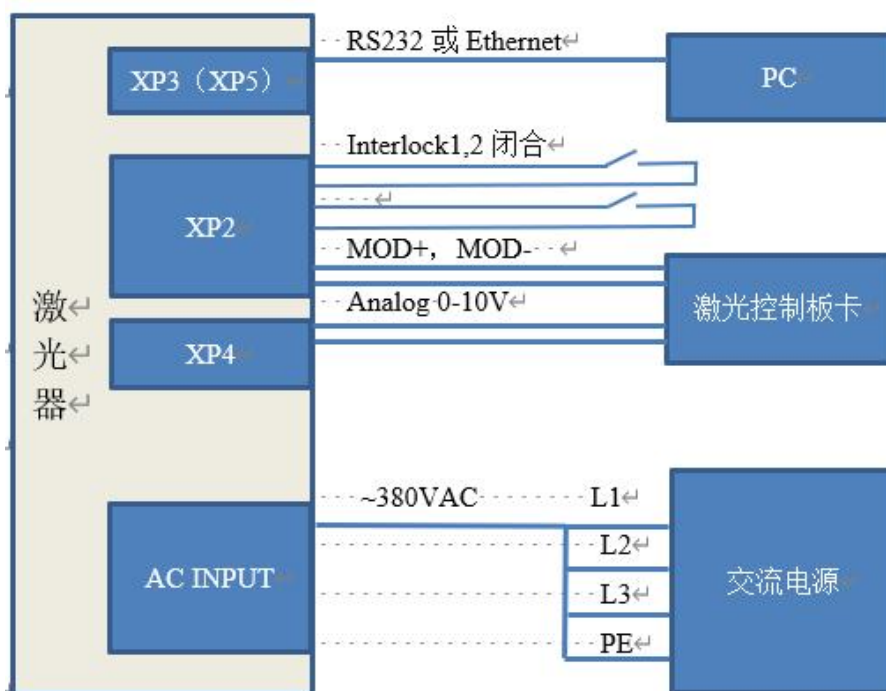 RS232 或 Ethernet
XP3（XP5）
PC
Interlock1,2 闭合
XP2
MOD+， MOD-
激
光
器
Analog 0-10V
激光控制板卡
XP4
~380VAC
L1
L2
AC INPUT
交流电源
L3
PE